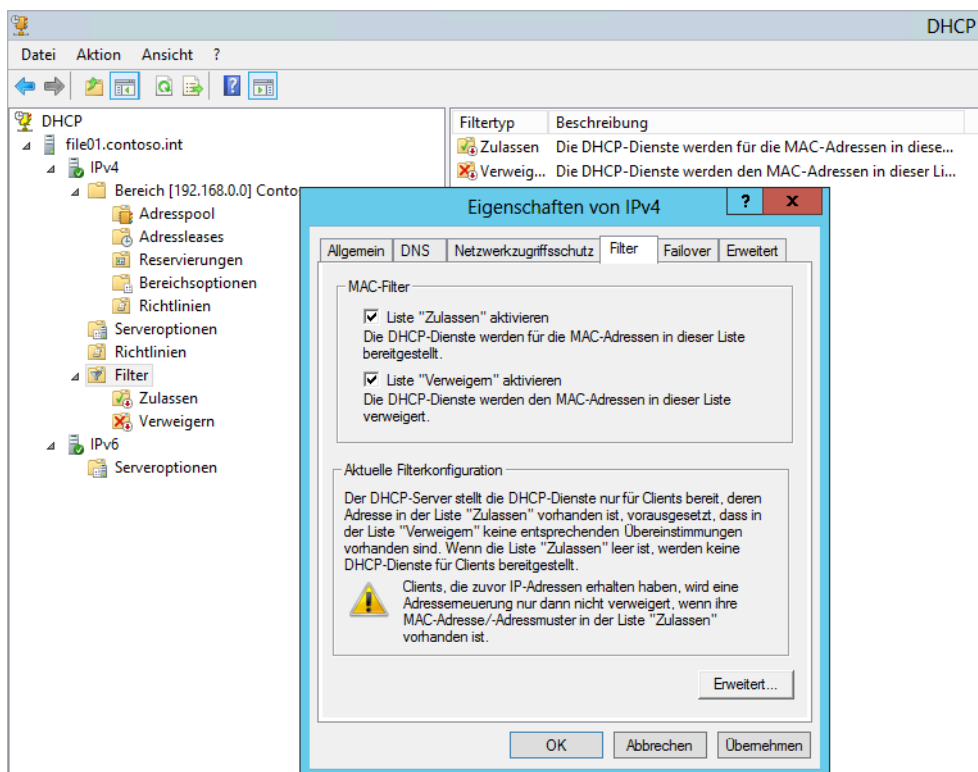 DHCP
Datei Aktion Ansicht ?
DHCP
file01.contoso.int
IPv4
Bereich [192.168.0.0] Conto
Adresspool
Adressleases
Reservierungen
Bereichsoptionen
Richtlinien
Serveroptionen
Richtlinien
Filter
Zulassen
Verweigern
IPv6
Serveroptionen
Filtertyp Beschreibung
Zulassen Die DHCP-Dienste werden für die MAC-Adressen in diese...
Verweig... Die DHCP-Dienste werden den MAC-Adressen in dieser Li...
Eigenschaften von IPv4
? x
Allgemein DNS Netzwerkzugriffsschutz Filter Failover Erweitert
MAC-Filter
Liste "Zulassen" aktivieren
Die DHCP-Dienste werden für die MAC-Adressen in dieser Liste
bereitgestellt.
Liste "Verweigern" aktivieren
Die DHCP-Dienste werden den MAC-Adressen in dieser Liste
verweigert.
Aktuelle Filterkonfiguration
Der DHCP-Server stellt die DHCP-Dienste nur für Clients bereit, deren
Adresse in der Liste "Zulassen" vorhanden ist, vorausgesetzt, dass in
der Liste "Verweigern" keine entsprechenden Übereinstimmungen
vorhanden sind. Wenn die Liste "Zulassen" leer ist, werden keine
DHCP-Dienste für Clients bereitgestellt.
Clients, die zuvor IP-Adressen erhalten haben, wird eine
Adresserneuerung nur dann nicht verweigert, wenn ihre
MAC-Adresse/-Adressmuster in der Liste "Zulassen"
vorhanden ist.
Erweitert...
OK Abbrechen Übernehmen